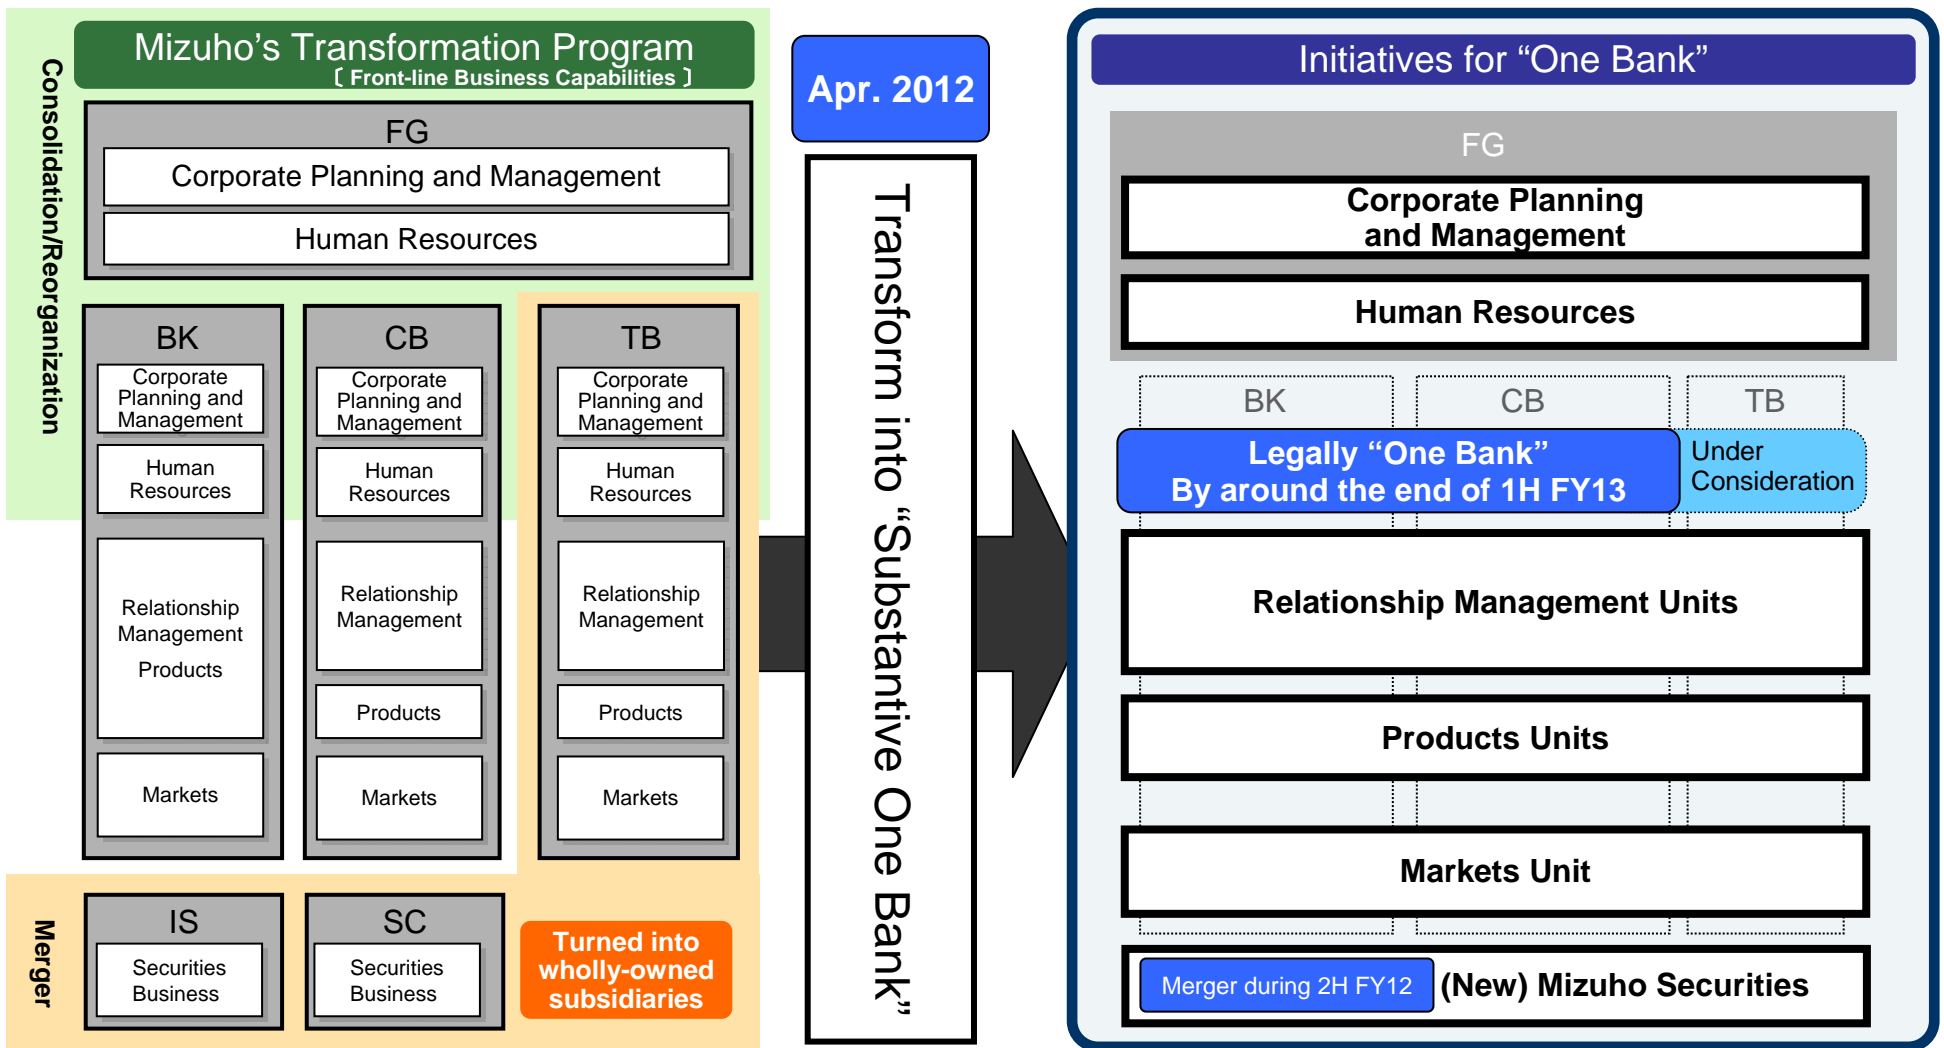 Mizuho’s Transformation Program
〔 Front-line Business Capabilities 〕
Consolidation/Reorganization
FG
Corporate Planning and Management
Human Resources
BK
Corporate
Planning and
Management
Human
Resources
Relationship
Management
Products
Markets
CB
Corporate
Planning and
Management
Human
Resources
Relationship
Management
Products
Markets
TB
Corporate
Planning and
Management
Human
Resources
Relationship
Management
Products
Markets
Merger
IS
Securities
Business
SC
Securities
Business
Turned into
wholly-owned
subsidiaries
Apr. 2012
Transform into “Substantive One Bank”
Initiatives for “One Bank”
FG
Corporate Planning
and Management
Human Resources
BK
CB
TB
Legally “One Bank”
By around the end of 1H FY13
Under
Consideration
Relationship Management Units
Products Units
Markets Unit
Merger during 2H FY12
(New) Mizuho Securities